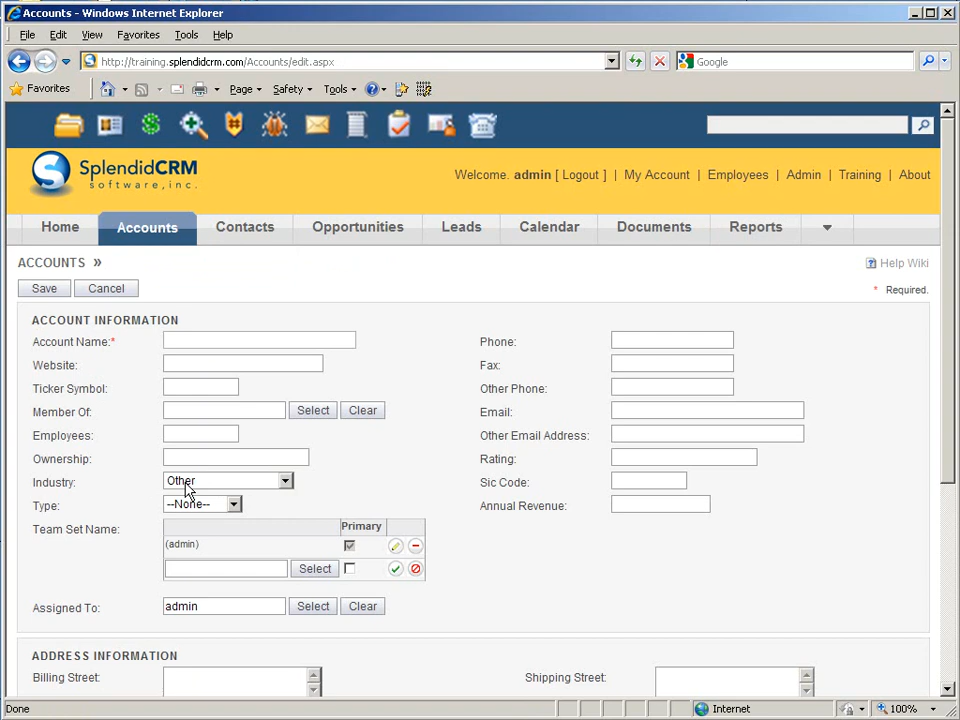 Accounts - Windows Internet Explorer
File Edit View Favorites Tools Help
http://training.splendidcrm.com/Accounts/edit.aspx Google
Favorites Page Safety Tools
SplendidCRM
software,inc.
Welcome. admin [ Logout ] | My Account | Employees | Admin | Training | About
Home Accounts Contacts Opportunities Leads Calendar Documents Reports
ACCOUNTS » Help Wiki
Save Cancel * Required.
ACCOUNT INFORMATION
Account Name:* Phone:
Website: Fax:
Ticker Symbol: Other Phone:
Member Of: Select Clear Email:
Employees: Other Email Address:
Ownership: Rating:
Industry: Other Sic Code:
Type: --None-- Annual Revenue:
Team Set Name: Primary
(admin)
Select
Assigned To: admin Select Clear
ADDRESS INFORMATION
Billing Street: Shipping Street:
Done Internet 100%